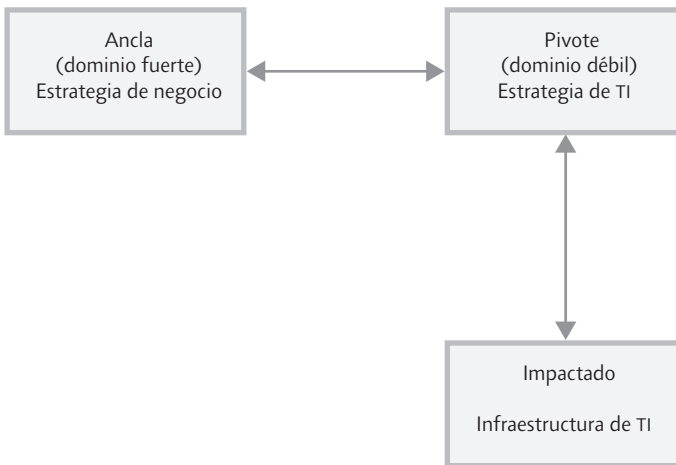 Ancla
(dominio fuerte)
Estrategia de negocio
Pivote
(dominio débil)
Estrategia de TI
Impactado
Infraestructura de TI